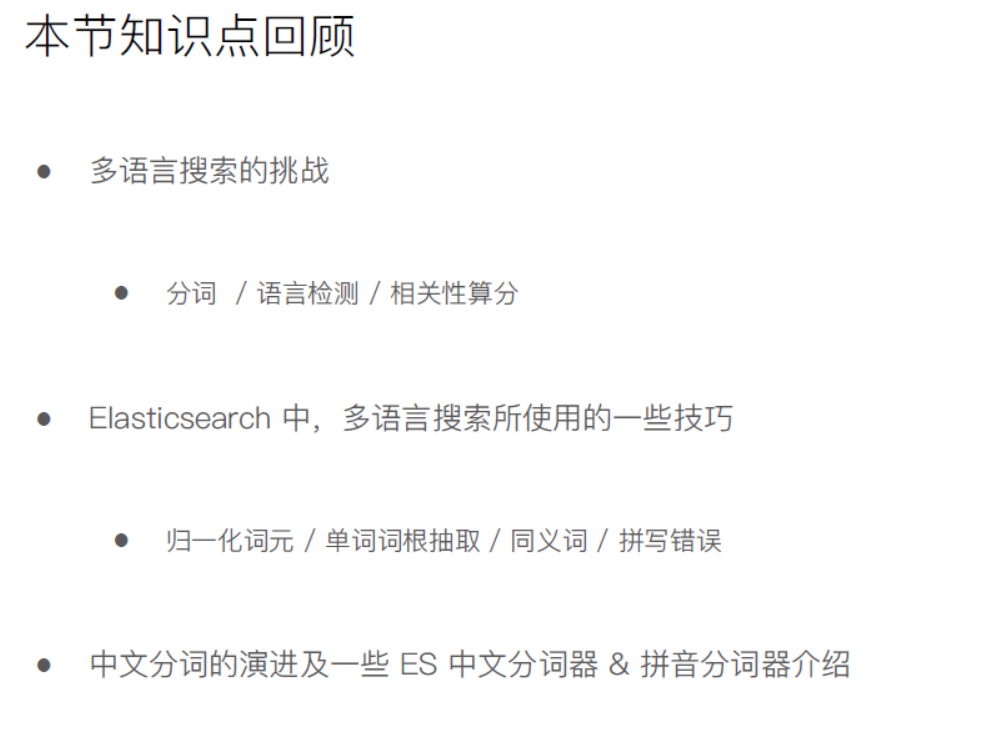 本节知识点回顾
● 多语言搜索的挑战
● 分词 / 语言检测 / 相关性算分
● Elasticsearch 中，多语言搜索所使用的一些技巧
● 归一化词元 / 单词词根抽取 / 同义词 / 拼写错误
● 中文分词的演进及一些 ES 中文分词器 & 拼音分词器介绍